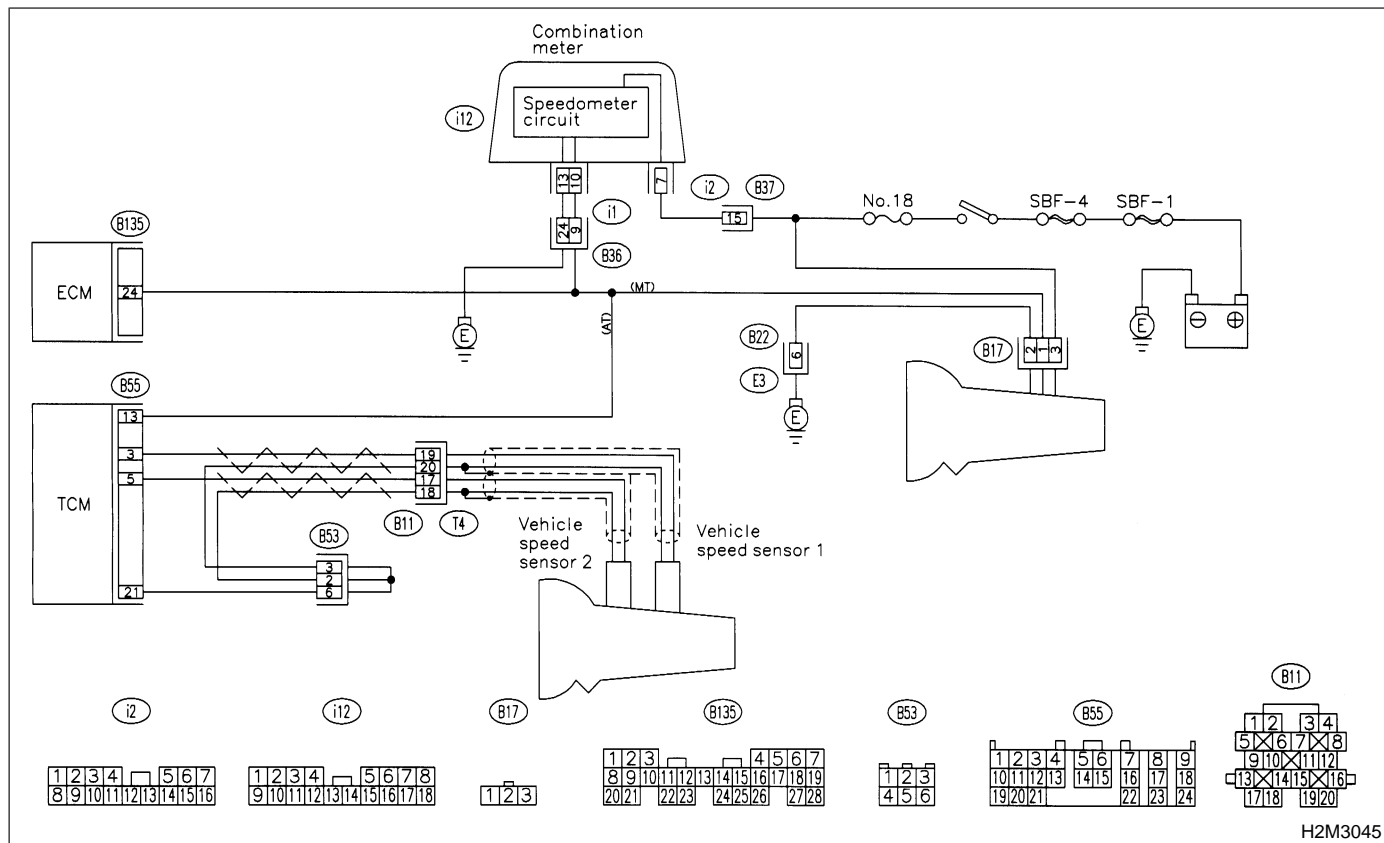 Combination
meter
Speedometer
circuit
i12
13 10
7
i2
B37
15
No.18
SBF-4
SBF-1
i1
24 9
B36
B135
ECM
24
(MT)
(AT)
E
E
B22
6
E3
E
B17
2 1 3
B55
TCM
13
3
5
21
19
20
17
18
B11
T4
B53
3
2
6
Vehicle
speed
sensor 2
Vehicle
speed sensor 1
i2
1 2 3 4 5 6 7
8 9 10 11 12 13 14 15 16
i12
1 2 3 4 5 6 7 8
9 10 11 12 13 14 15 16 17 18
B17
1 2 3
B135
1 2 3 4 5 6 7
8 9 10 11 12 13 14 15 16 17 18 19
20 21 22 23 24 25 26 27 28
B53
1 2 3
4 5 6
B55
1 2 3 4 5 6 7 8 9
10 11 12 13 14 15 16 17 18
19 20 21 22 23 24
B11
1 2 3 4
5 6 7 8
9 10 11 12
13 14 15 16
17 18 19 20
H2M3045